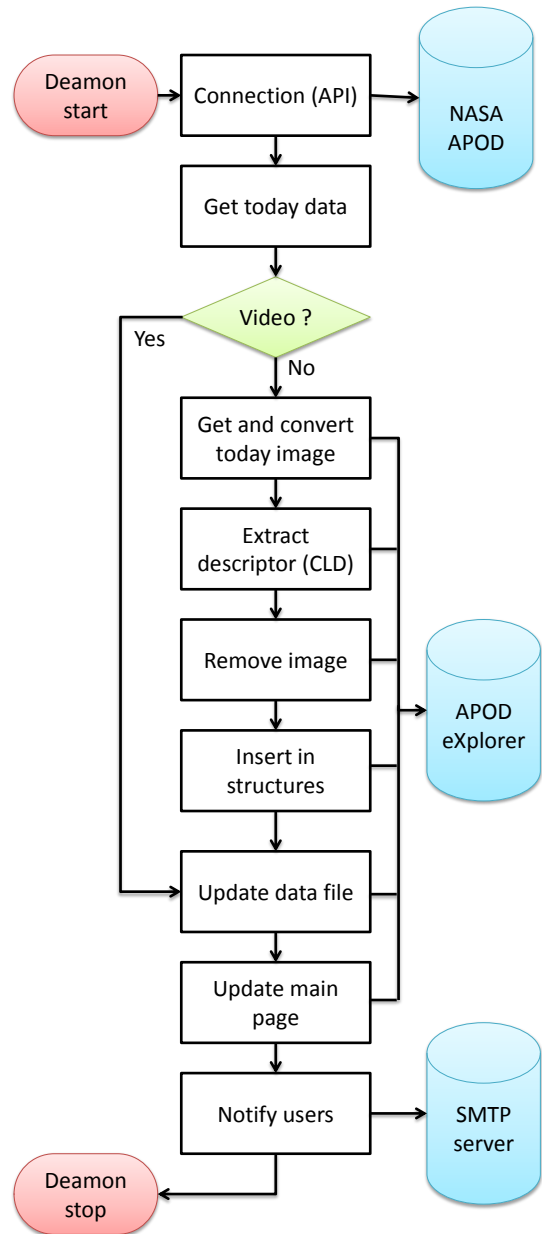 Deamon
start
Connection (API)
NASA
APOD
Get today data
Video ?
Yes
No
Get and convert
today image
Extract
descriptor (CLD)
Remove image
APOD
eXplorer
Insert in
structures
Update data file
Update main
page
Notify users
SMTP
server
Deamon
stop